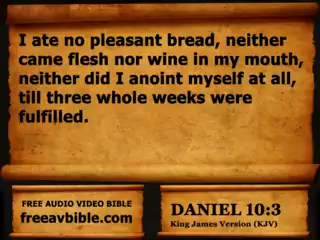 I ate no pleasant bread, neither
came flesh nor wine in my mouth,
neither did I anoint myself at all,
till three whole weeks were
fulfilled.
FREE AUDIO VIDEO BIBLE
freeavbible.com
DANIEL 10:3
King James Version (KJV)